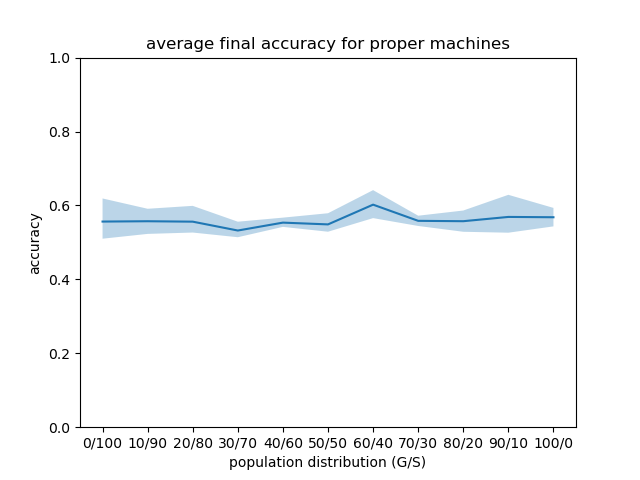 average final accuracy for proper machines
1.0
0.8
0.6
0.4
0.2
0.0
accuracy
0/100 10/90 20/80 30/70 40/60 50/50 60/40 70/30 80/20 90/10 100/0
population distribution (G/S)